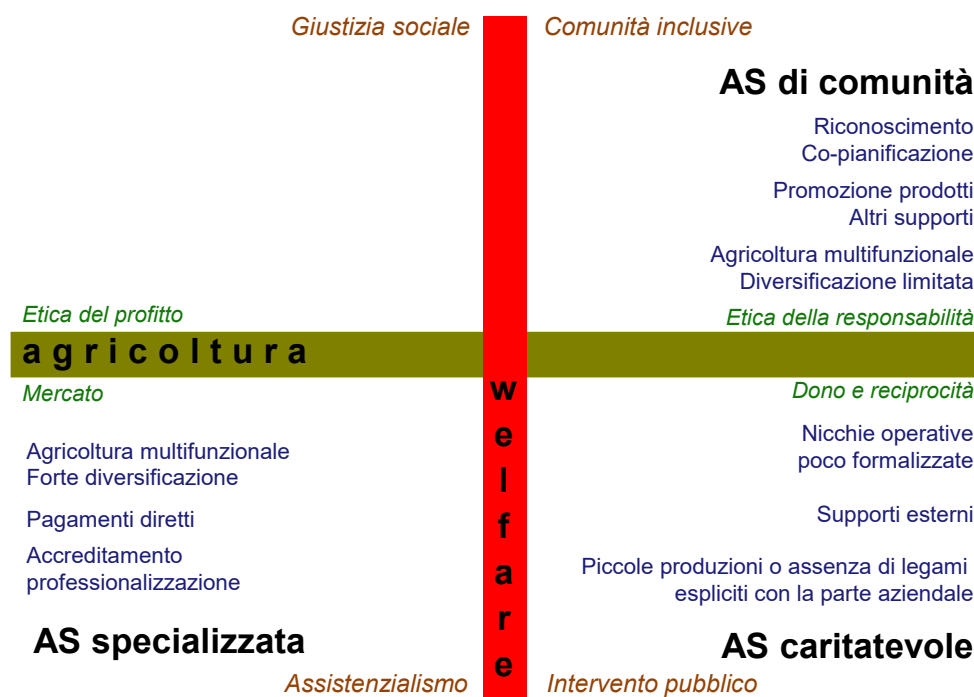 Giustizia sociale
Comunità inclusive
AS di comunità
Riconoscimento
Co-pianificazione
Promozione prodotti
Altri supporti
Agricoltura multifunzionale
Diversificazione limitata
Etica del profitto
Etica della responsabilità
agricoltura
welfare
Mercato
Dono e reciprocità
Agricoltura multifunzionale
Forte diversificazione
Pagamenti diretti
Accreditamento
professionalizzazione
AS specializzata
Nicchie operative
poco formalizzate
Supporti esterni
Piccole produzioni o assenza di legami
espliciti con la parte aziendale
AS caritatevole
Assistenzialismo
Intervento pubblico